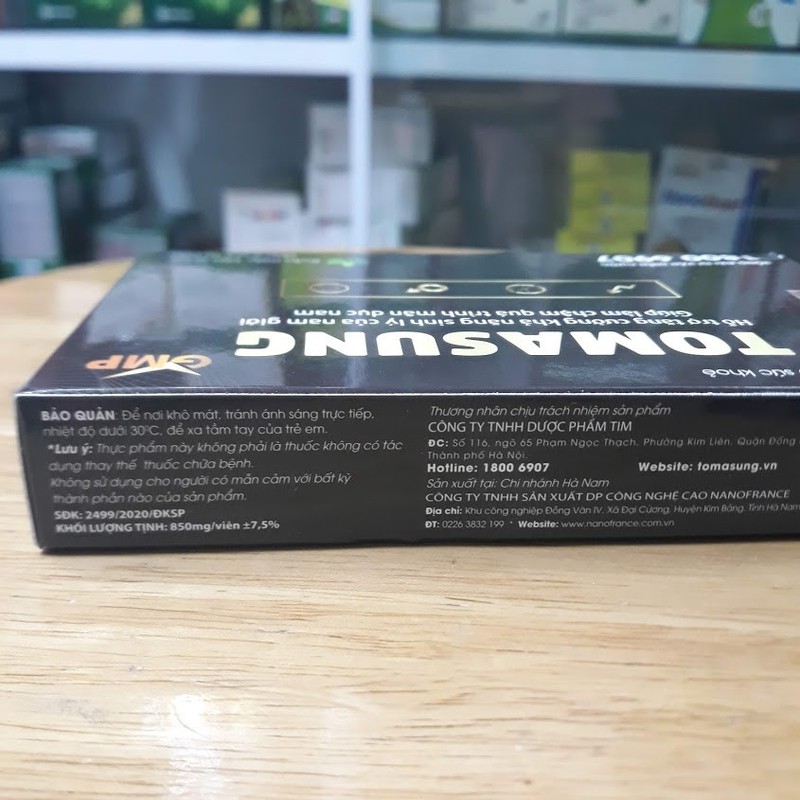 1800 6907
Giúp làm chậm quá trình mãn dục nam
Hỗ trợ tăng cường khả năng sinh lý của nam giới
TOMASUNG
GMP
sức khoẻ
BẢO QUẢN: Để nơi khô mát, tránh ánh sáng trực tiếp,
nhiệt độ dưới 30°C, để xa tầm tay của trẻ em.
*Lưu ý: Thực phẩm này không phải là thuốc không có tác
dụng thay thế thuốc chữa bệnh.
Không sử dụng cho người có mẫn cảm với bất kỳ
thành phần nào của sản phẩm.
SĐK: 2499/2020/ĐKSP
KHỐI LƯỢNG TỊNH: 850mg/viên ±7,5%
Thương nhân chịu trách nhiệm sản phẩm
CÔNG TY TNHH DƯỢC PHẨM TIM
ĐC: Số 116, ngõ 65 Phạm Ngọc Thạch, Phường Kim Liên, Quận Đống
Thành phố Hà Nội.
Hotline: 1800 6907 Website: tomasung.vn
Sản xuất tại: Chi nhánh Hà Nam
CÔNG TY TNHH SẢN XUẤT DP CÔNG NGHỆ CAO NANOFRANCE
Địa chỉ: Khu công nghiệp Đồng Văn IV, Xã Đại Cương, Huyện Kim Bảng, Tỉnh Hà Nam
ĐT: 0226 3832 199 * Website: www.nanofrance.com.vn